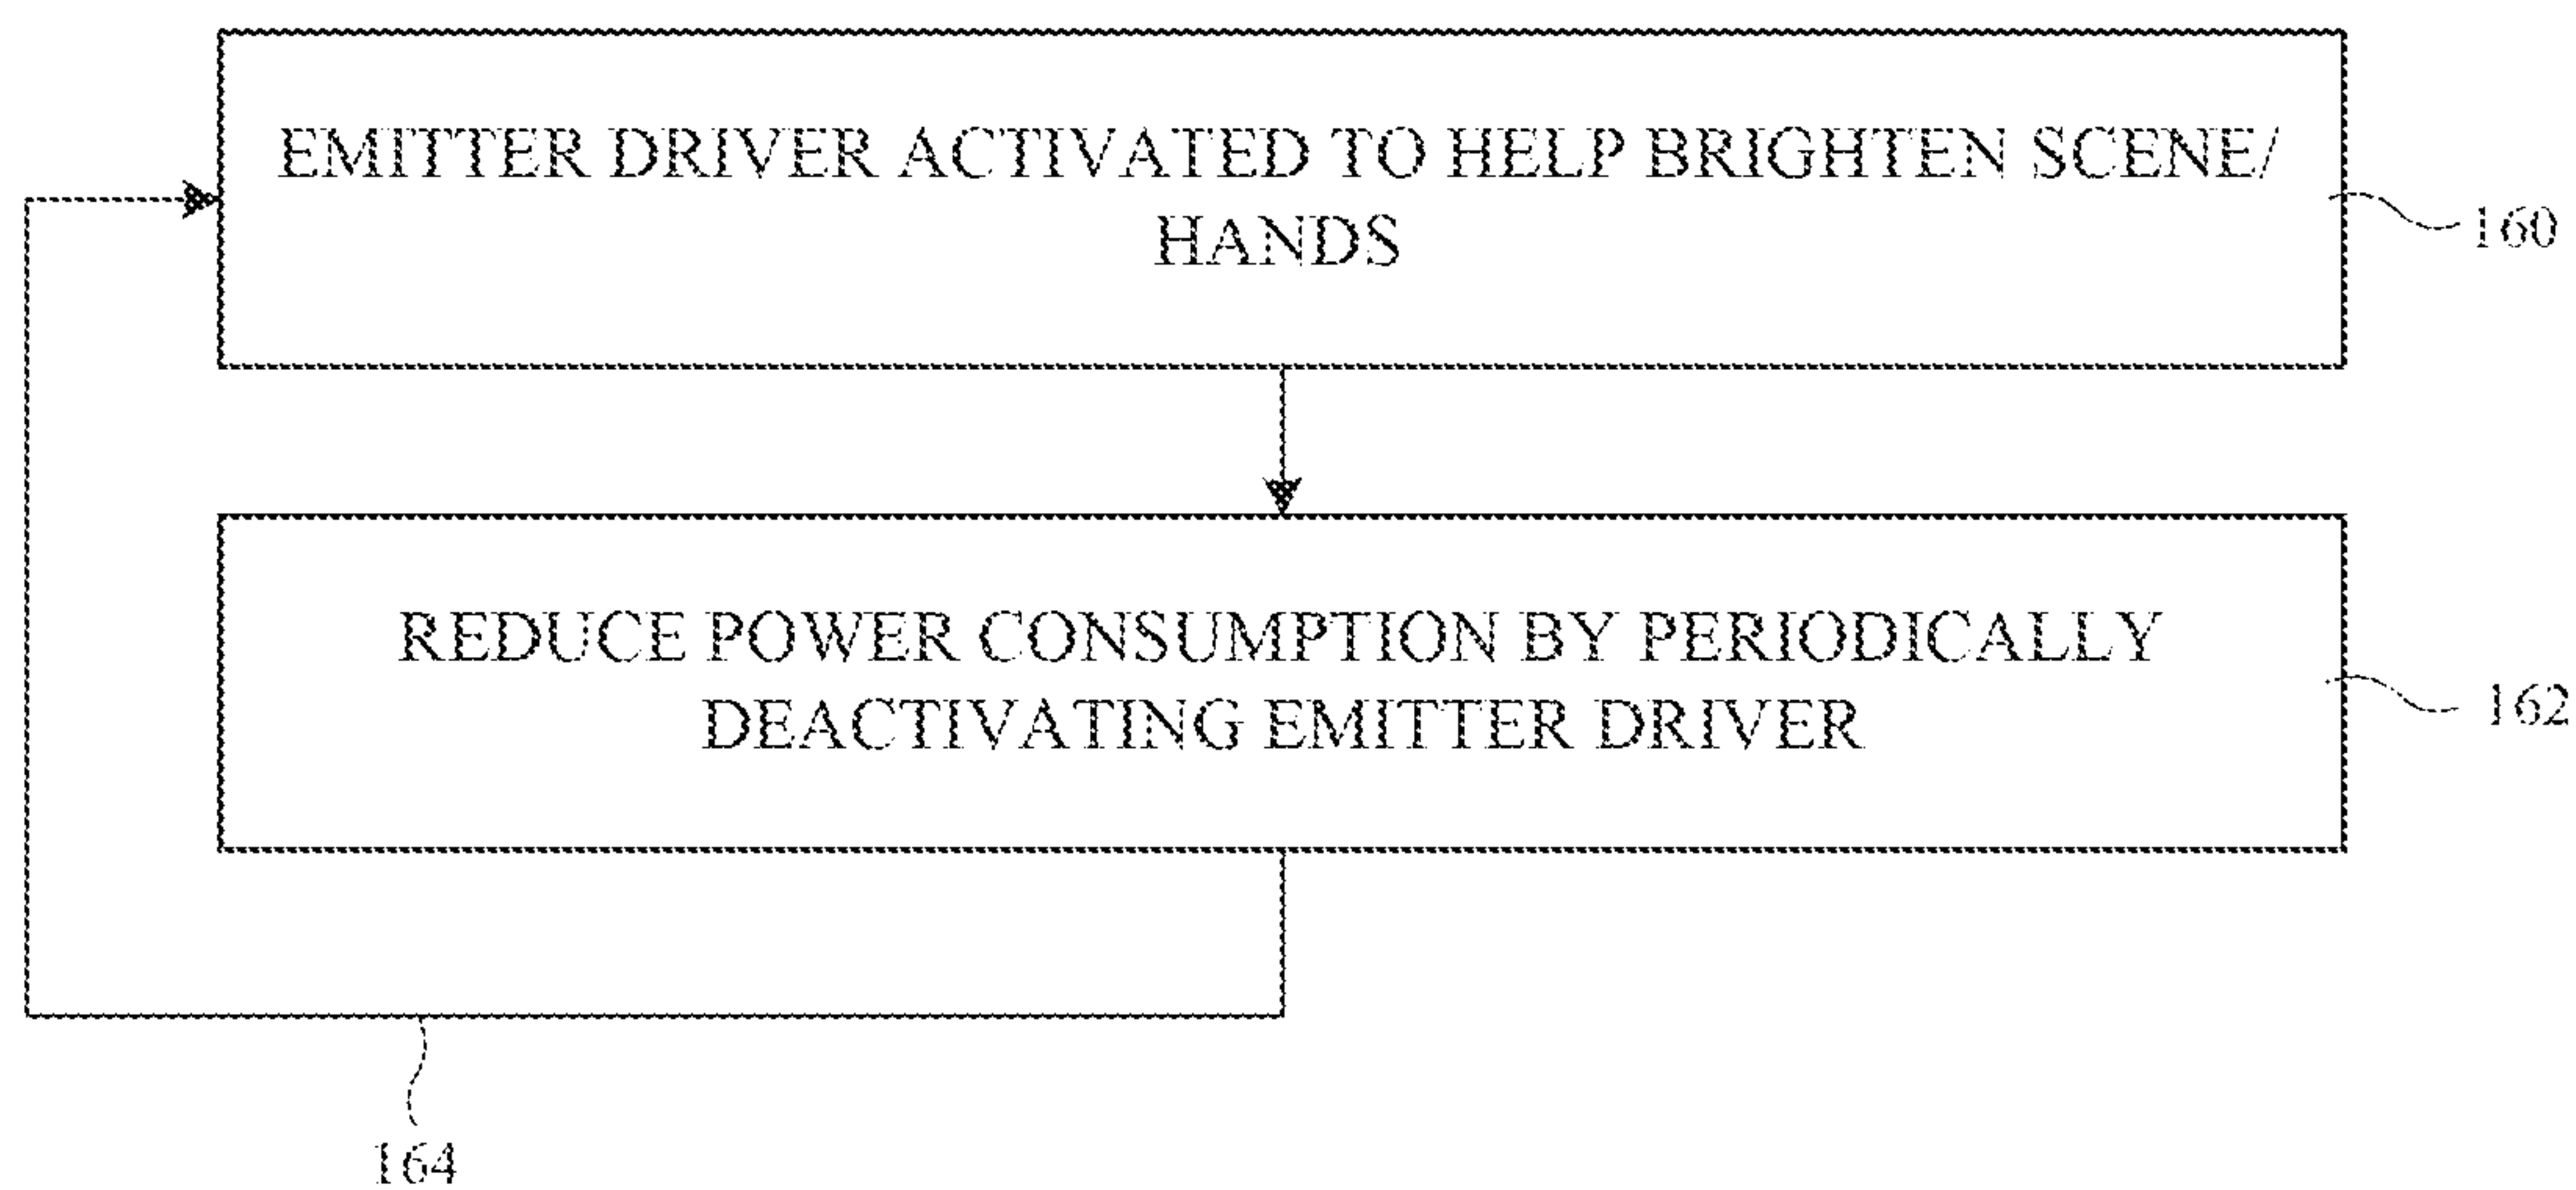 EMITTER DRIVER ACTIVATED TO HELP BRIGHTEN SCENE/
HANDS
160
REDUCE POWER CONSUMPTION BY PERIODICALLY
DEACTIVATING EMITTER DRIVER
162
164